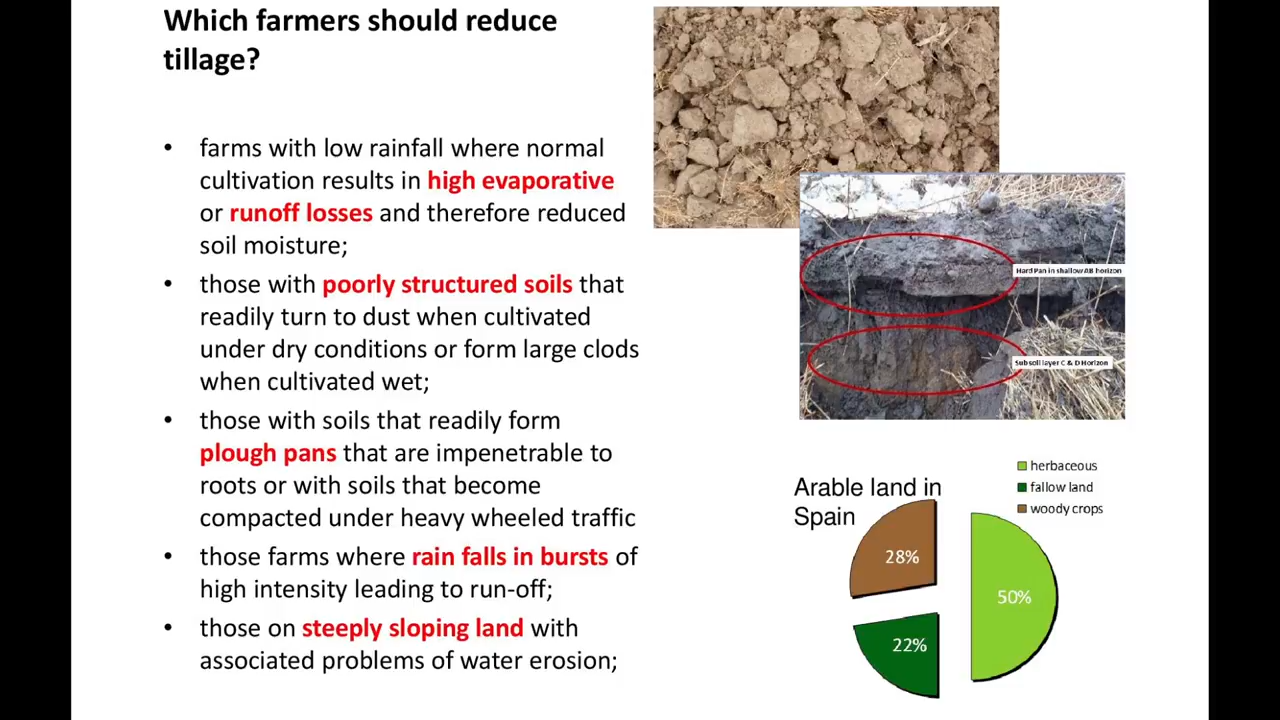 Which farmers should reduce
tillage?
• farms with low rainfall where normal
cultivation results in high evaporative
or runoff losses and therefore reduced
soil moisture;
• those with poorly structured soils that
readily turn to dust when cultivated
under dry conditions or form large clods
when cultivated wet;
• those with soils that readily form
plough pans that are impenetrable to
roots or with soils that become
compacted under heavy wheeled traffic
• those farms where rain falls in bursts of
high intensity leading to run-off;
• those on steeply sloping land with
associated problems of water erosion;
Hard Pan in shallow AB horizon
Subsoil layer C & D Horizon
Arable land in
Spain
herbaceous
fallow land
woody crops
28%
50%
22%